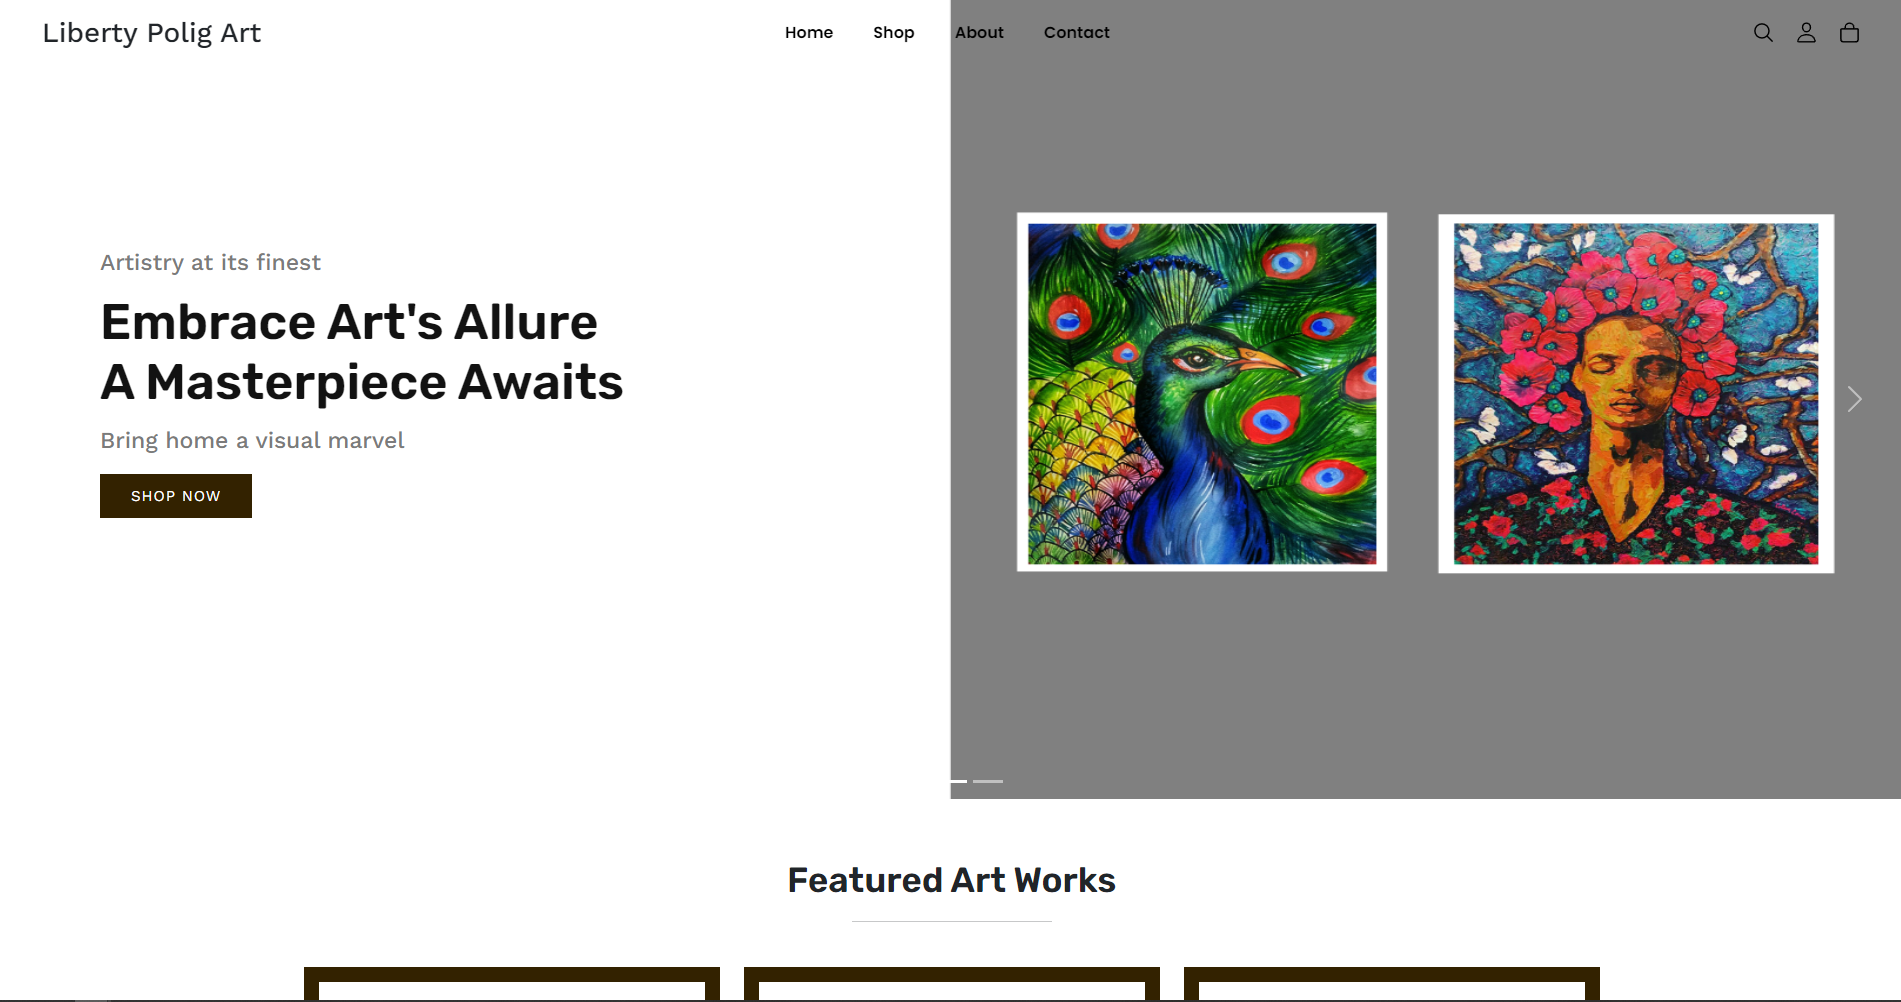 Liberty Polig Art
Home Shop About Contact
Artistry at its finest
Embrace Art's Allure
A Masterpiece Awaits
Bring home a visual marvel
SHOP NOW
Featured Art Works